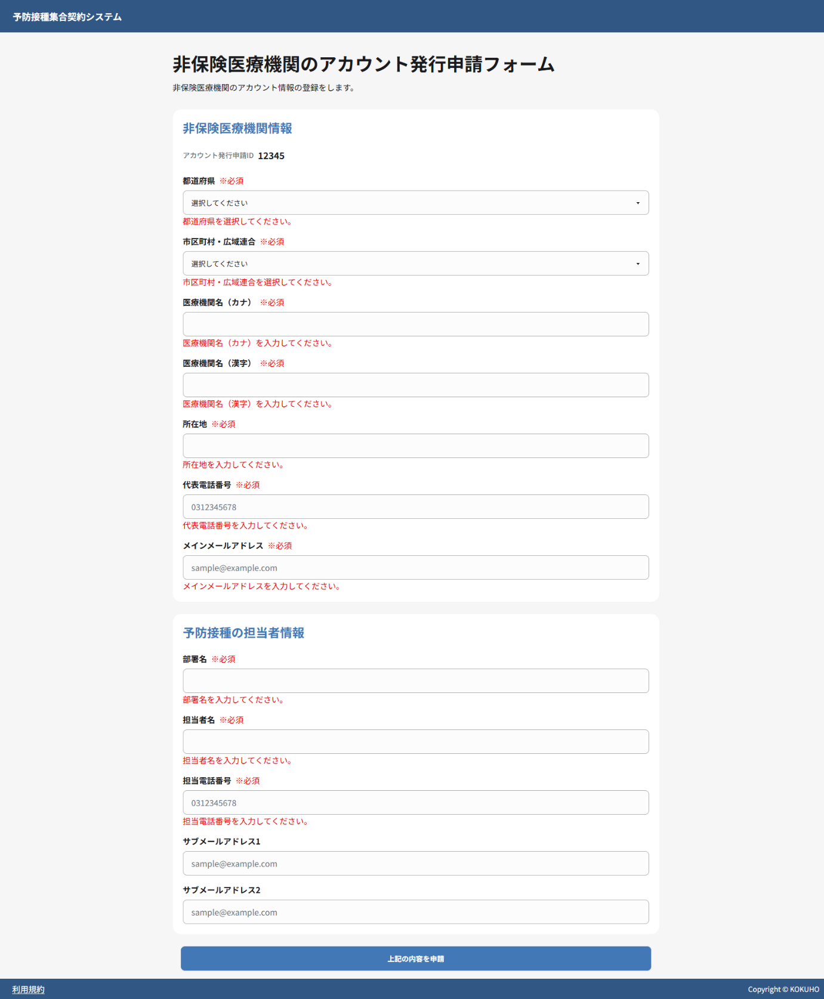 予防接種集合契約システム
非保険医療機関のアカウント発行申請フォーム
非保険医療機関のアカウント情報の登録をします。
非保険医療機関情報
アカウント発行申請ID 12345
都道府県 ※必須
選択してください
都道府県を選択してください。
市区町村・広域連合 ※必須
選択してください
市区町村・広域連合を選択してください。
医療機関名（カナ） ※必須
医療機関名（カナ）を入力してください。
医療機関名（漢字） ※必須
医療機関名（漢字）を入力してください。
所在地 ※必須
所在地を入力してください。
代表電話番号 ※必須
0312345678
代表電話番号を入力してください。
メインメールアドレス ※必須
sample@example.com
メインメールアドレスを入力してください。
予防接種の担当者情報
部署名 ※必須
部署名を入力してください。
担当者名 ※必須
担当者名を入力してください。
担当電話番号 ※必須
0312345678
担当電話番号を入力してください。
サブメールアドレス1
sample@example.com
サブメールアドレス2
sample@example.com
上記の内容を申請
利用規約
Copyright © KOKUHO